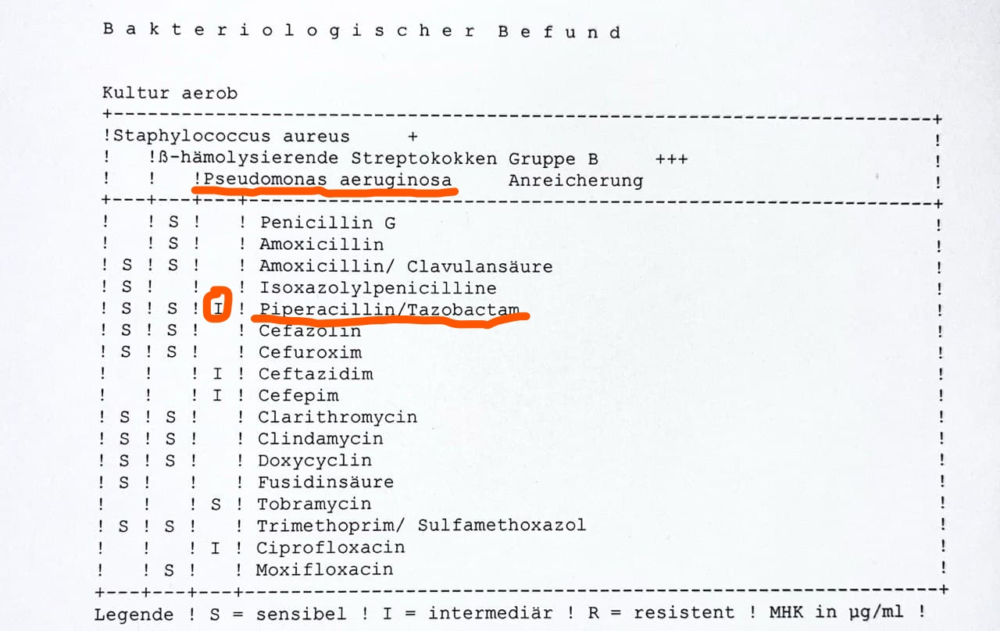 B a k t e r i o l o g i s c h e r B e f u n d
Kultur aerob
+-------------------------------------------------------------------------+
!Staphylococcus aureus     +                                              !
!   !ß-hämolysierende Streptokokken Gruppe B     +++                      !
!   !   !Pseudomonas aeruginosa     Anreicherung                          !
+---+---+---+-------------------------------------------------------------+
!   ! S !   ! Penicillin G                                                !
!   ! S !   ! Amoxicillin                                                 !
! S ! S !   ! Amoxicillin/ Clavulansäure                                  !
! S !   !   ! Isoxazolylpenicilline                                       !
! S ! S ! I ! Piperacillin/Tazobactam                                     !
! S ! S !   ! Cefazolin                                                   !
! S ! S !   ! Cefuroxim                                                   !
!   !   ! I ! Ceftazidim                                                  !
!   !   ! I ! Cefepim                                                     !
! S ! S !   ! Clarithromycin                                              !
! S ! S !   ! Clindamycin                                                 !
! S ! S !   ! Doxycyclin                                                  !
! S !   !   ! Fusidinsäure                                                !
!   !   ! S ! Tobramycin                                                  !
! S ! S !   ! Trimethoprim/ Sulfamethoxazol                               !
!   !   ! I ! Ciprofloxacin                                               !
!   ! S !   ! Moxifloxacin                                                !
+---+---+---+-------------------------------------------------------------+
Legende ! S = sensibel ! I = intermediär ! R = resistent ! MHK in µg/ml !